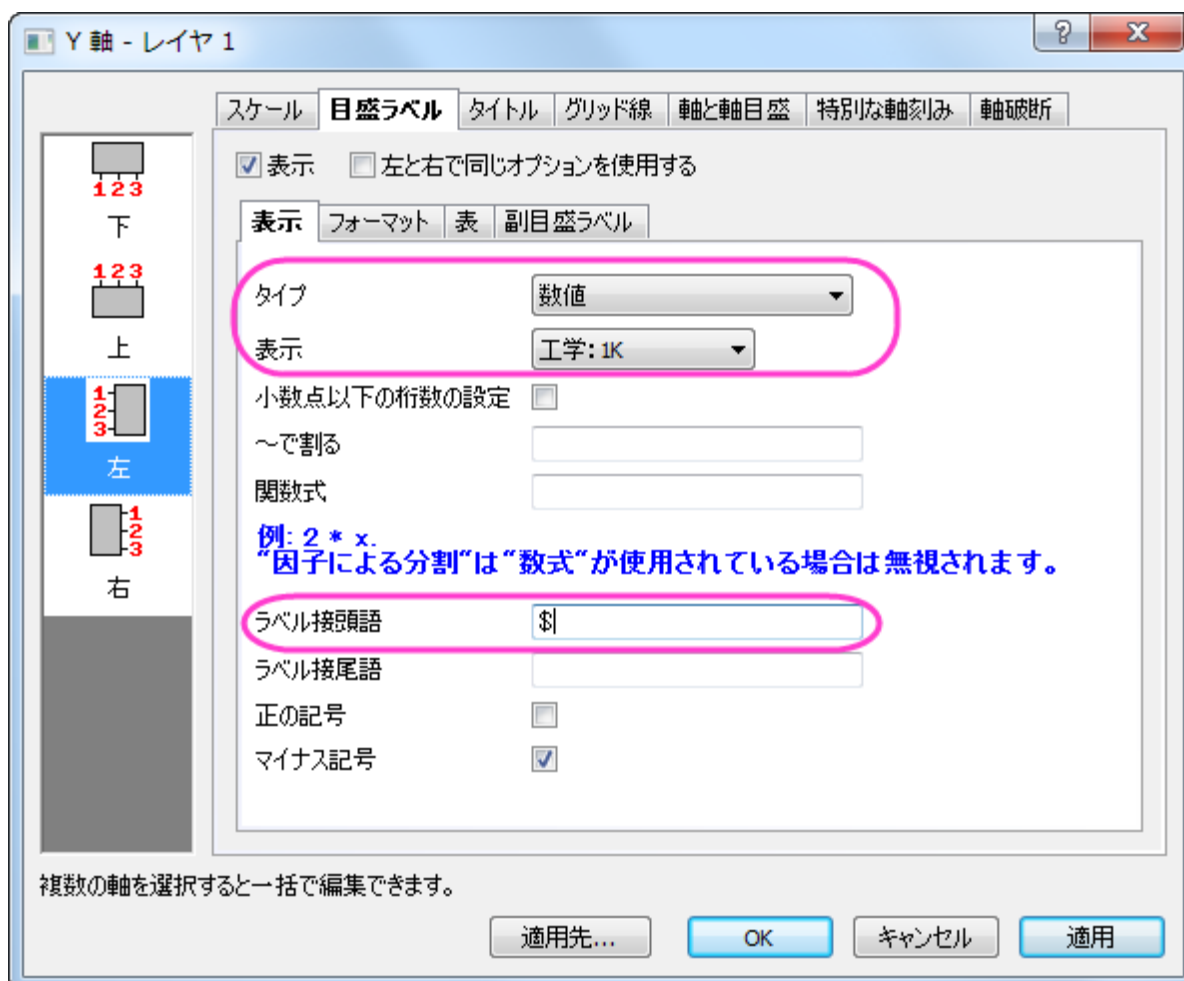 Y 軸 - レイヤ 1
スケール 目盛ラベル タイトル グリッド線 軸と軸目盛 特別な軸刻み 軸破断
表示 左と右で同じオプションを使用する
表示 フォーマット 表 副目盛ラベル
1 2 3
下
1 2 3
上
1
2
3
左
1
2
3
右
タイプ 数値
表示 工学: 1K
小数点以下の桁数の設定
～で割る
関数式
例: 2 * x.
"因子による分割"は"数式"が使用されている場合は無視されます。
ラベル接頭語 $
ラベル接尾語
正の記号
マイナス記号
複数の軸を選択すると一括で編集できます。
適用先... OK キャンセル 適用